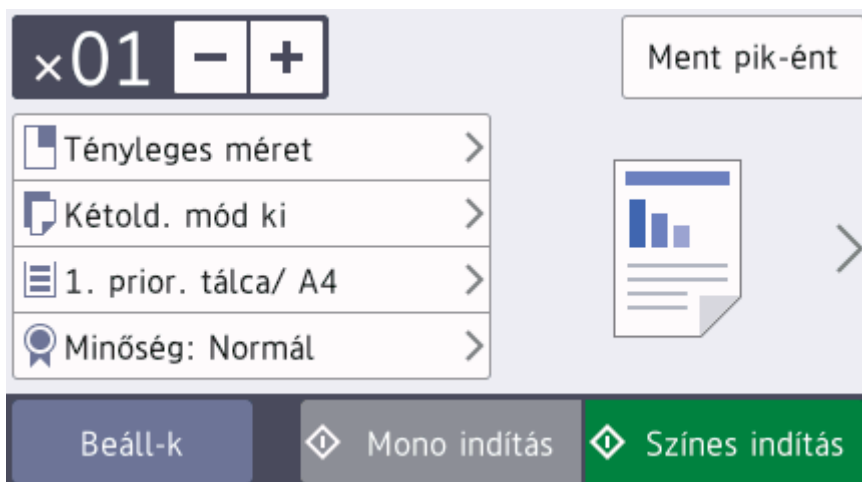 ×01 − +
Ment pik-ént
Tényleges méret
Kétold. mód ki
1. prior. tálca/ A4
Minőség: Normál
Beáll-k
Mono indítás
Színes indítás